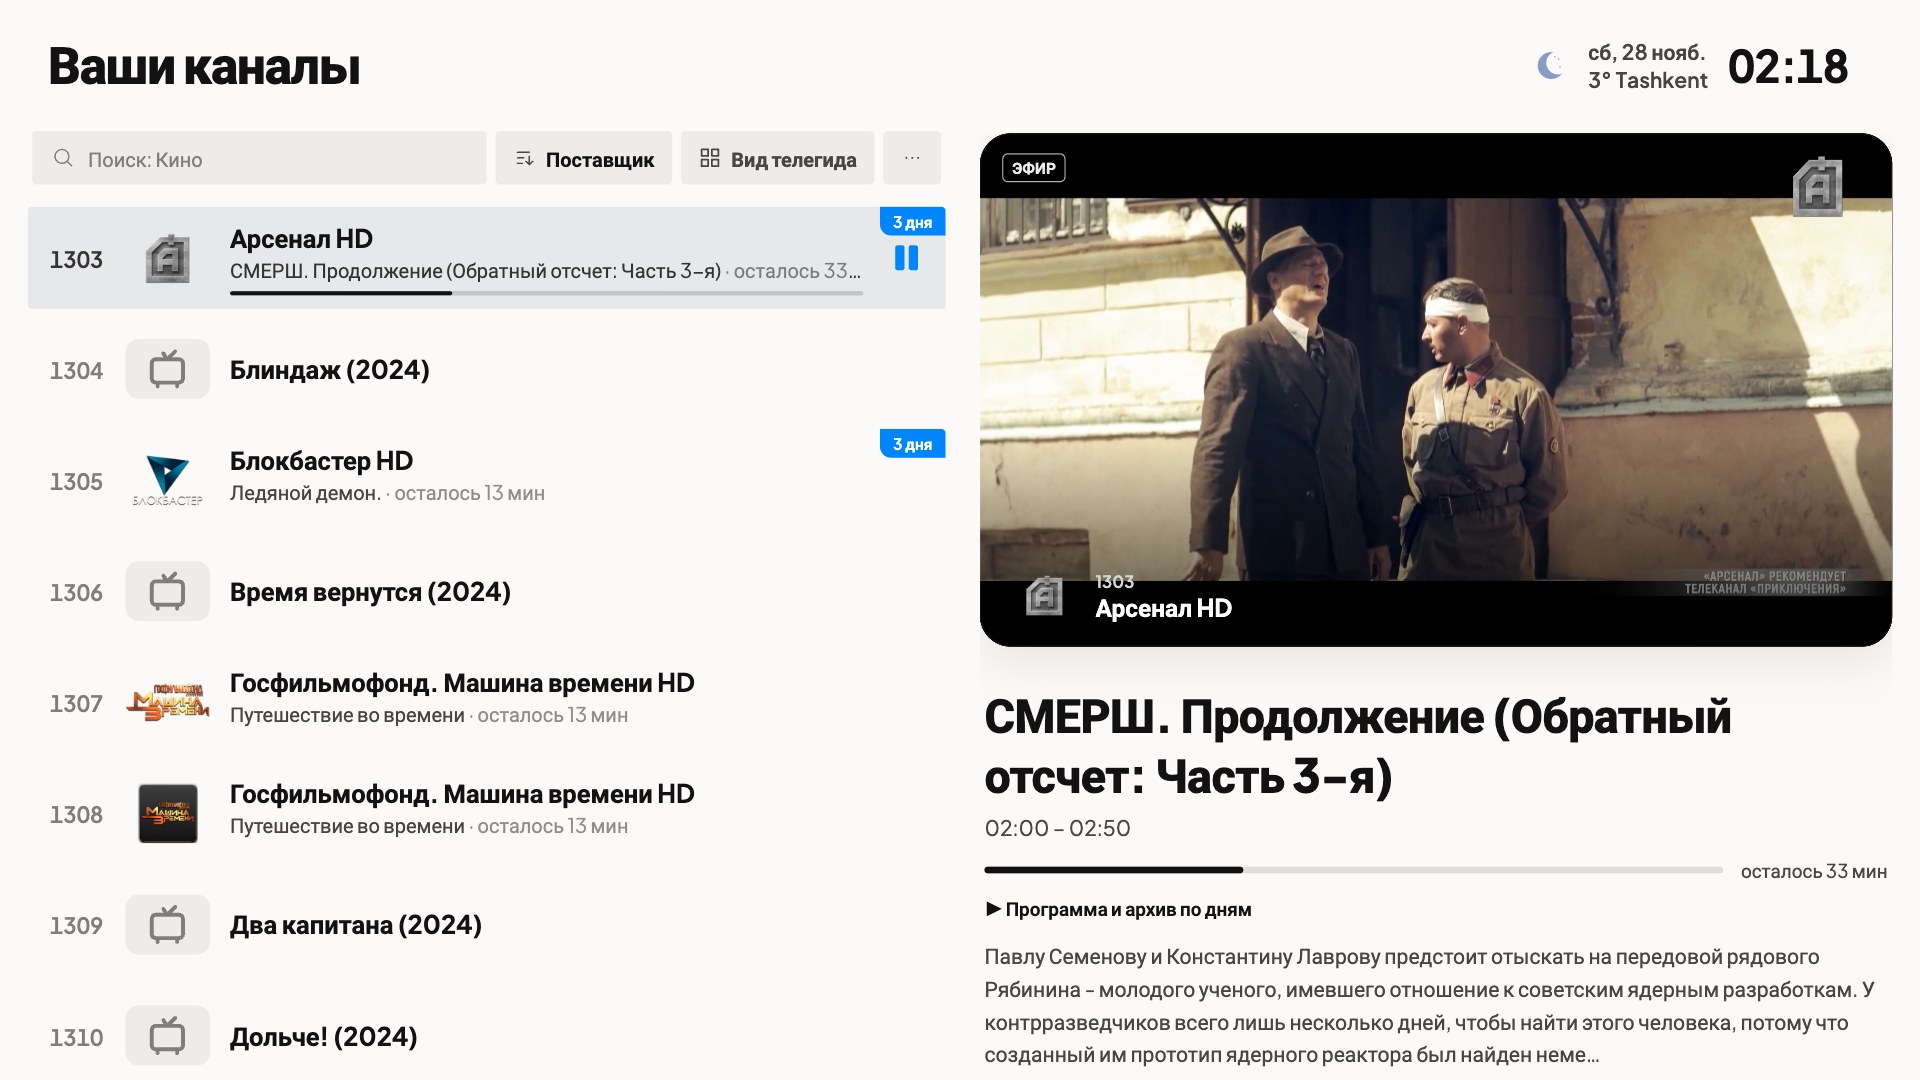 Ваши каналы
сб, 28 нояб.
3° Tashkent
02:18
Поиск: Кино
Поставщик
Вид телегида
...
3 дня
1303
Арсенал HD
СМЕРШ. Продолжение (Обратный отсчет: Часть 3-я) · осталось 33...
1304
Блиндаж (2024)
3 дня
1305
БЛОКБАСТЕР
Блокбастер HD
Ледяной демон. · осталось 13 мин
1306
Время вернутся (2024)
1307
ГОСФИЛЬМОФОНД
МАШИНА
ВРЕМЕНИ
Госфильмофонд. Машина времени HD
Путешествие во времени · осталось 13 мин
1308
МАШИНА
ВРЕМЕНИ
Госфильмофонд. Машина времени HD
Путешествие во времени · осталось 13 мин
1309
Два капитана (2024)
1310
Дольче! (2024)
ЭФИР
А
1303
Арсенал HD
«АРСЕНАЛ» РЕКОМЕНДУЕТ
ТЕЛЕКАНАЛ «ПРИКЛЮЧЕНИЯ»
СМЕРШ. Продолжение (Обратный
отсчет: Часть 3-я)
02:00 – 02:50
осталось 33 мин
▶ Программа и архив по дням
Павлу Семенову и Константину Лаврову предстоит отыскать на передовой рядового
Рябинина - молодого ученого, имевшего отношение к советским ядерным разработкам. У
контрразведчиков всего лишь несколько дней, чтобы найти этого человека, потому что
созданный им прототип ядерного реактора был найден неме...